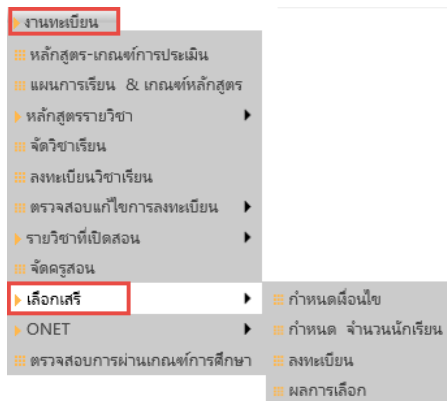 งานทะเบียน
หลักสูตร-เกณฑ์การประเมิน
แผนการเรียน & เกณฑ์หลักสูตร
หลักสูตรรายวิชา
จัดวิชาเรียน
ลงทะเบียนวิชาเรียน
ตรวจสอบแก้ไขการลงทะเบียน
รายวิชาที่เปิดสอน
จัดครูสอน
เลือกเสรี
ONET
ตรวจสอบการผ่านเกณฑ์การศึกษา
กำหนดเงื่อนไข
กำหนด จำนวนนักเรียน
ลงทะเบียน
ผลการเลือก